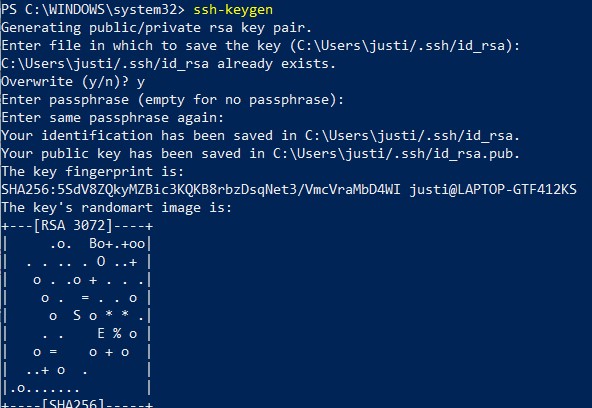 PS C:\WINDOWS\system32> ssh-keygen
Generating public/private rsa key pair.
Enter file in which to save the key (C:\Users\justi/.ssh/id_rsa):
C:\Users\justi/.ssh/id_rsa already exists.
Overwrite (y/n)? y
Enter passphrase (empty for no passphrase):
Enter same passphrase again:
Your identification has been saved in C:\Users\justi/.ssh/id_rsa.
Your public key has been saved in C:\Users\justi/.ssh/id_rsa.pub.
The key fingerprint is:
SHA256:5SdV8ZQkyMZBic3KQKB8rbzDsqNet3/VmcVraMbD4WI justi@LAPTOP-GTF412KS
The key's randomart image is:
+---[RSA 3072]----+
|     .o.  Bo+.+oo|
|  . . .. . O ..+ |
|   o . .o + . . .|
|    o .  = . . o |
|     o  S o * * .|
|    . .    E % o |
|   o =    o + o  |
|  ..+ o  .       |
|.o.......        |
+----[SHA256]-----+